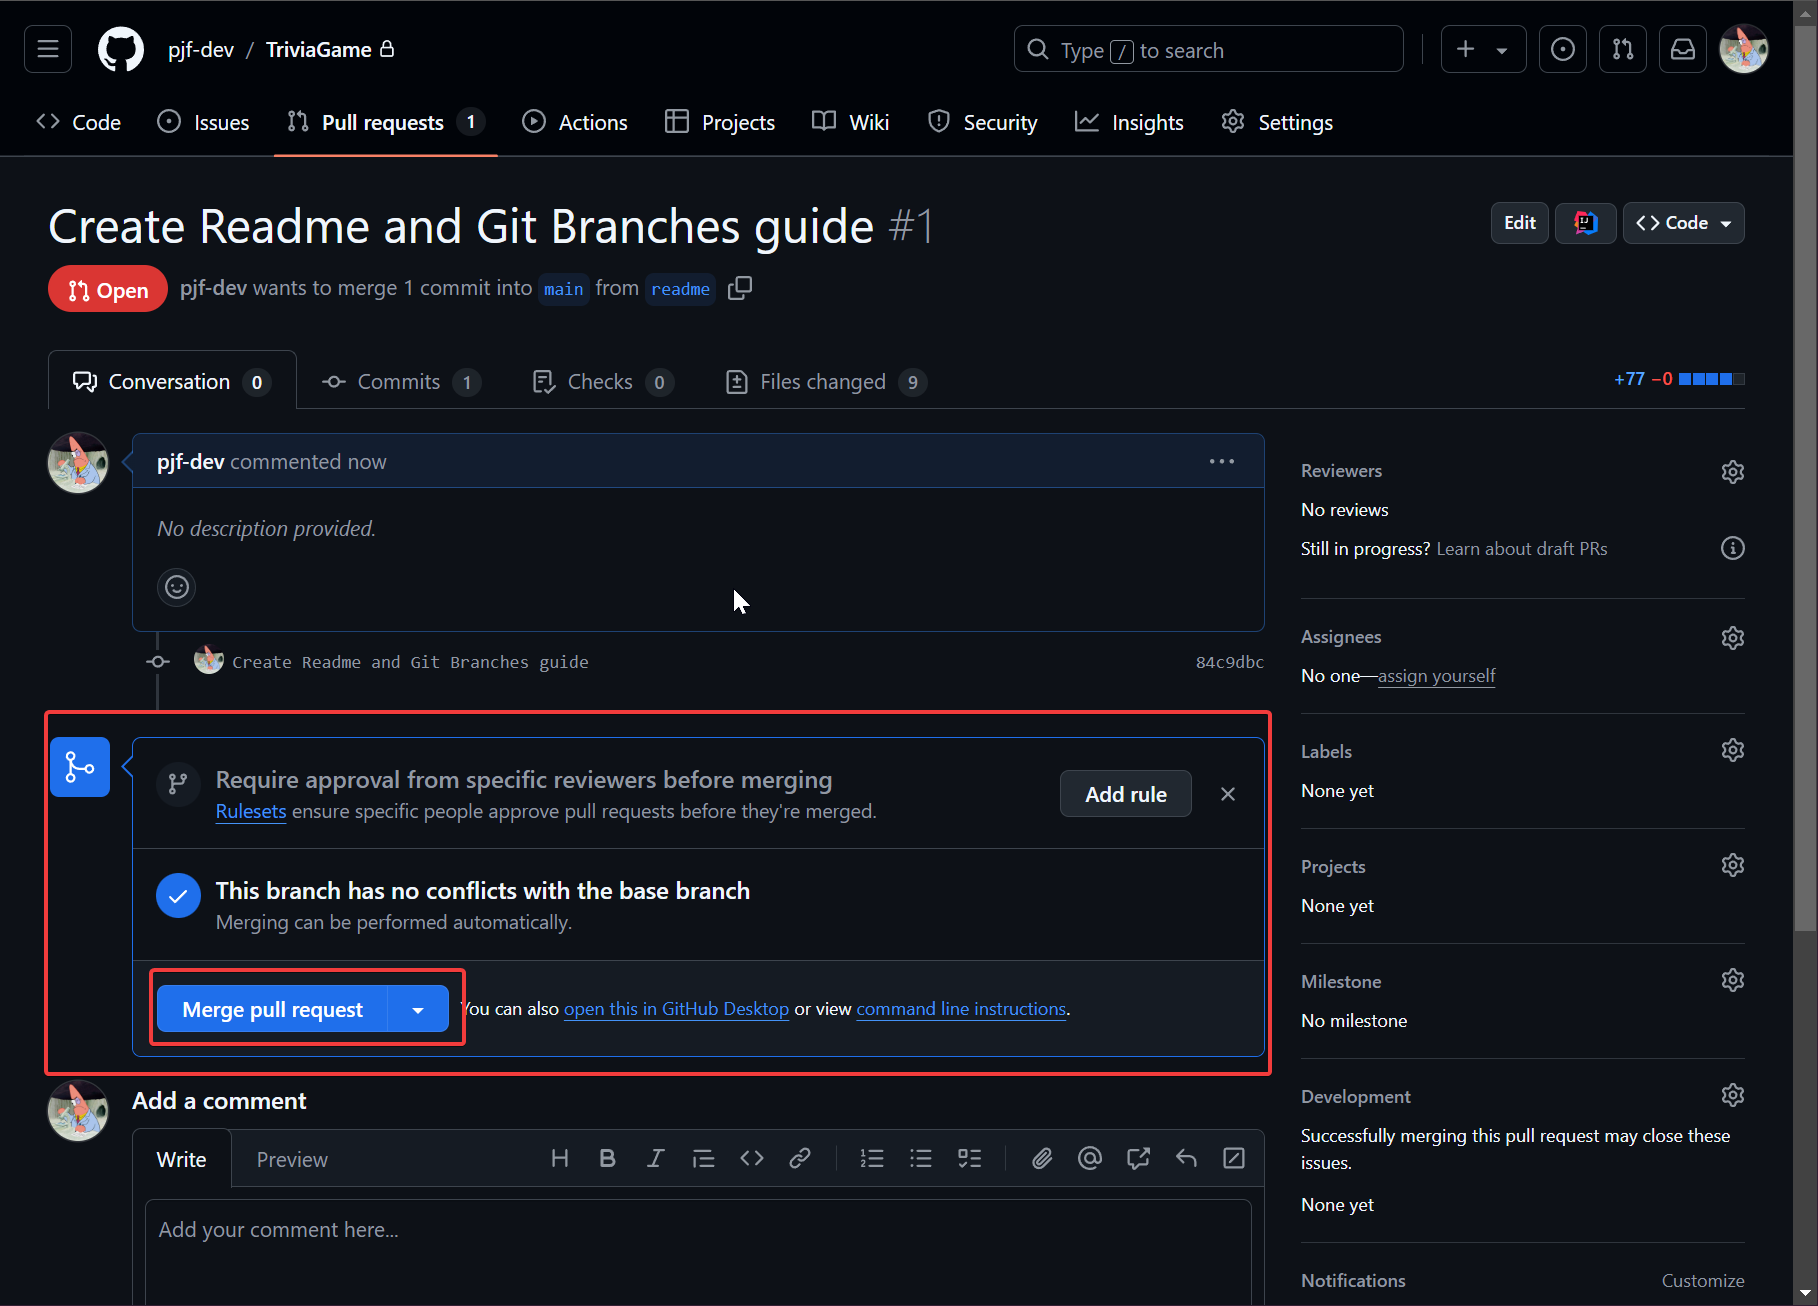 pjf-dev / TriviaGame
Type / to search
Code
Issues
Pull requests 1
Actions
Projects
Wiki
Security
Insights
Settings
Create Readme and Git Branches guide #1
Edit
Code
Open
pjf-dev wants to merge 1 commit into main from readme
Conversation 0
Commits 1
Checks 0
Files changed 9
+77 −0
pjf-dev commented now
No description provided.
Create Readme and Git Branches guide
84c9dbc
Require approval from specific reviewers before merging
Rulesets ensure specific people approve pull requests before they're merged.
Add rule
This branch has no conflicts with the base branch
Merging can be performed automatically.
Merge pull request
You can also open this in GitHub Desktop or view command line instructions.
Add a comment
Write
Preview
Add your comment here...
Reviewers
No reviews
Still in progress? Learn about draft PRs
Assignees
No one—assign yourself
Labels
None yet
Projects
None yet
Milestone
No milestone
Development
Successfully merging this pull request may close these
issues.
None yet
Notifications
Customize